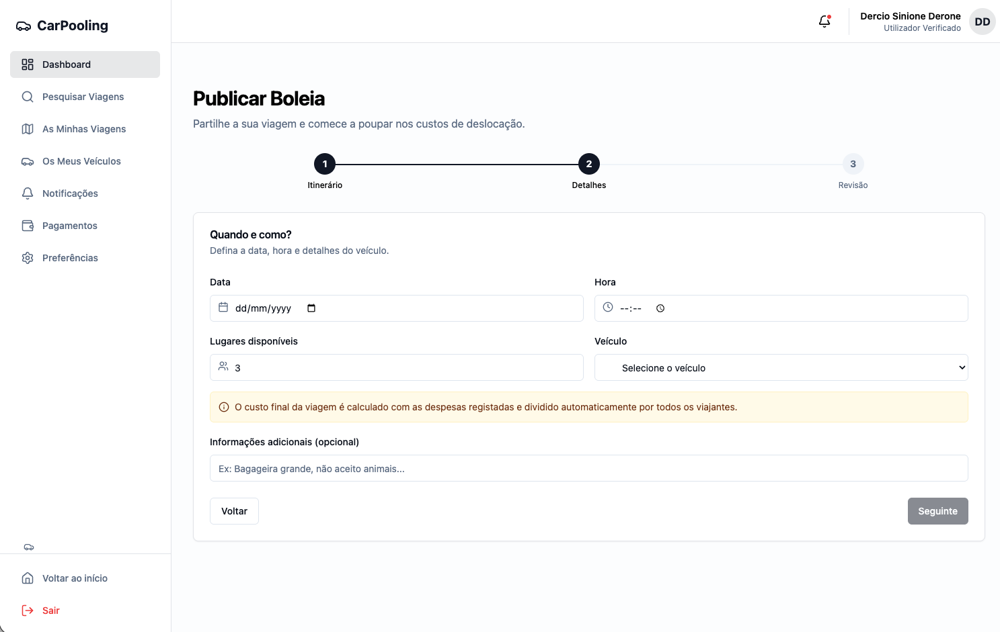 CarPooling
Dashboard
Pesquisar Viagens
As Minhas Viagens
Os Meus Veículos
Notificações
Pagamentos
Preferências
Voltar ao início
Sair
Dercio Sinione Derone
Utilizador Verificado
DD
Publicar Boleia
Partilhe a sua viagem e comece a poupar nos custos de deslocação.
1
Itinerário
2
Detalhes
3
Revisão
Quando e como?
Defina a data, hora e detalhes do veículo.
Data
dd/mm/yyyy
Hora
--:--
Lugares disponíveis
3
Veículo
Selecione o veículo
O custo final da viagem é calculado com as despesas registadas e dividido automaticamente por todos os viajantes.
Informações adicionais (opcional)
Ex: Bagageira grande, não aceito animais...
Voltar
Seguinte